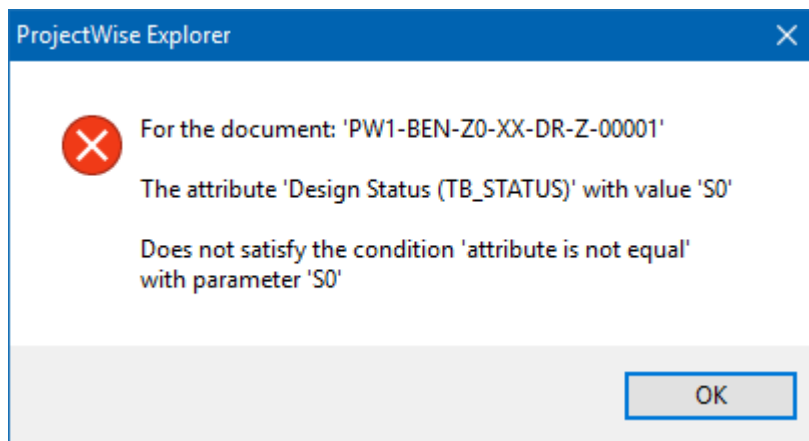 ProjectWise Explorer
For the document: 'PW1-BEN-Z0-XX-DR-Z-00001'
The attribute 'Design Status (TB_STATUS)' with value 'S0'
Does not satisfy the condition 'attribute is not equal'
with parameter 'S0'
OK